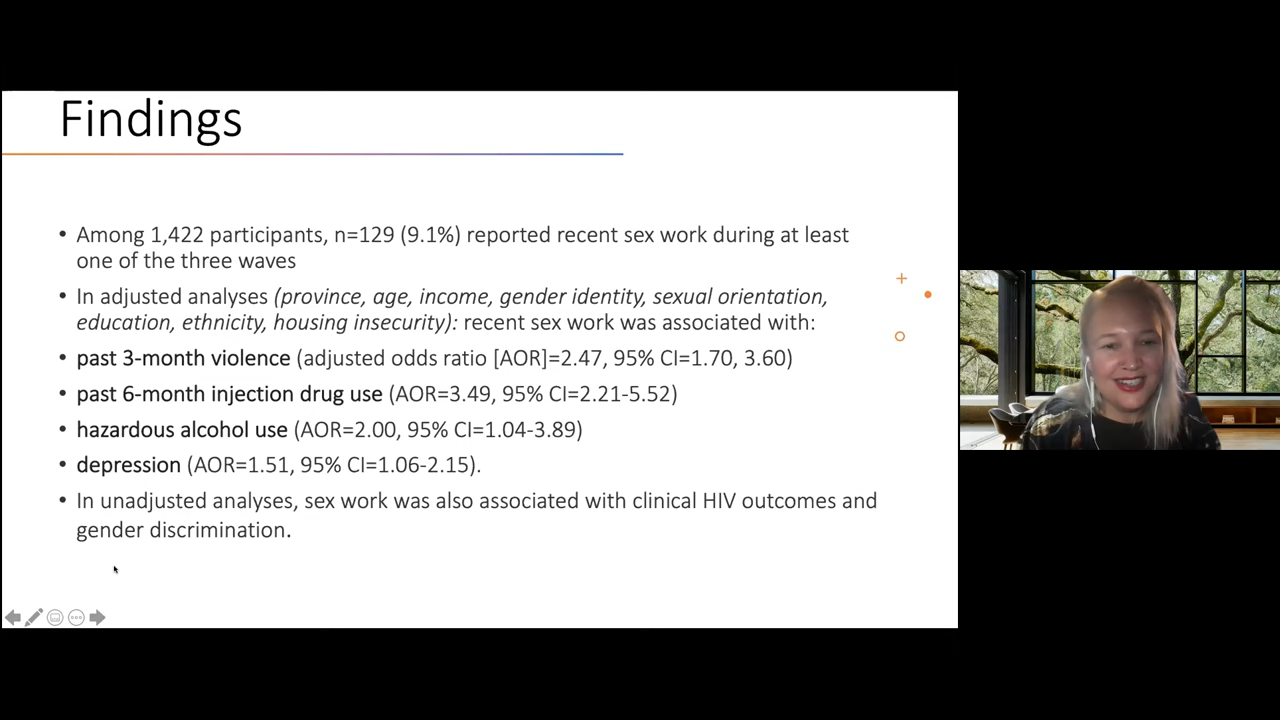 Findings
• Among 1,422 participants, n=129 (9.1%) reported recent sex work during at least
one of the three waves
• In adjusted analyses (province, age, income, gender identity, sexual orientation,
education, ethnicity, housing insecurity): recent sex work was associated with:
• past 3-month violence (adjusted odds ratio [AOR]=2.47, 95% CI=1.70, 3.60)
• past 6-month injection drug use (AOR=3.49, 95% CI=2.21-5.52)
• hazardous alcohol use (AOR=2.00, 95% CI=1.04-3.89)
• depression (AOR=1.51, 95% CI=1.06-2.15).
• In unadjusted analyses, sex work was also associated with clinical HIV outcomes and
gender discrimination.